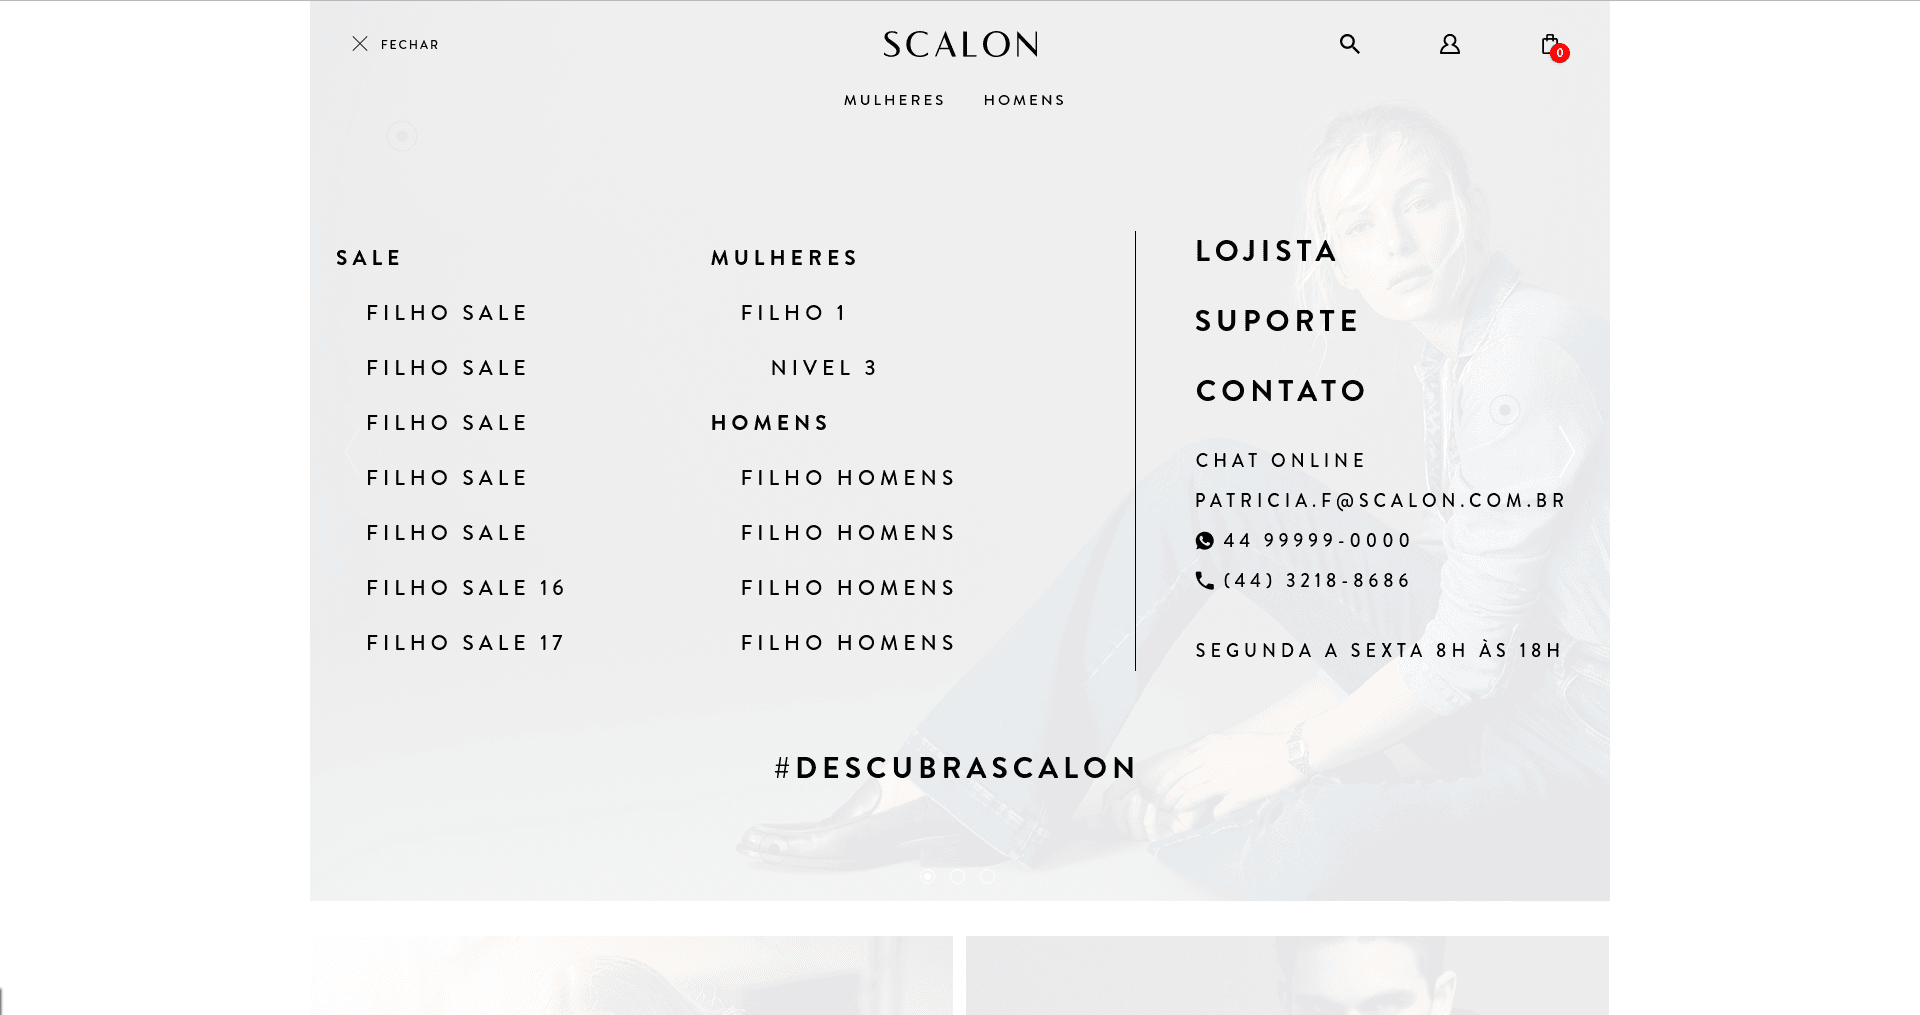 FECHAR
SCALON
0
MULHERES HOMENS
SALE
FILHO SALE
FILHO SALE
FILHO SALE
FILHO SALE
FILHO SALE
FILHO SALE 16
FILHO SALE 17
MULHERES
FILHO 1
NIVEL 3
HOMENS
FILHO HOMENS
FILHO HOMENS
FILHO HOMENS
FILHO HOMENS
LOJISTA
SUPORTE
CONTATO
CHAT ONLINE
PATRICIA.F@SCALON.COM.BR
44 99999-0000
(44) 3218-8686
SEGUNDA A SEXTA 8H ÀS 18H
#DESCUBRASCALON